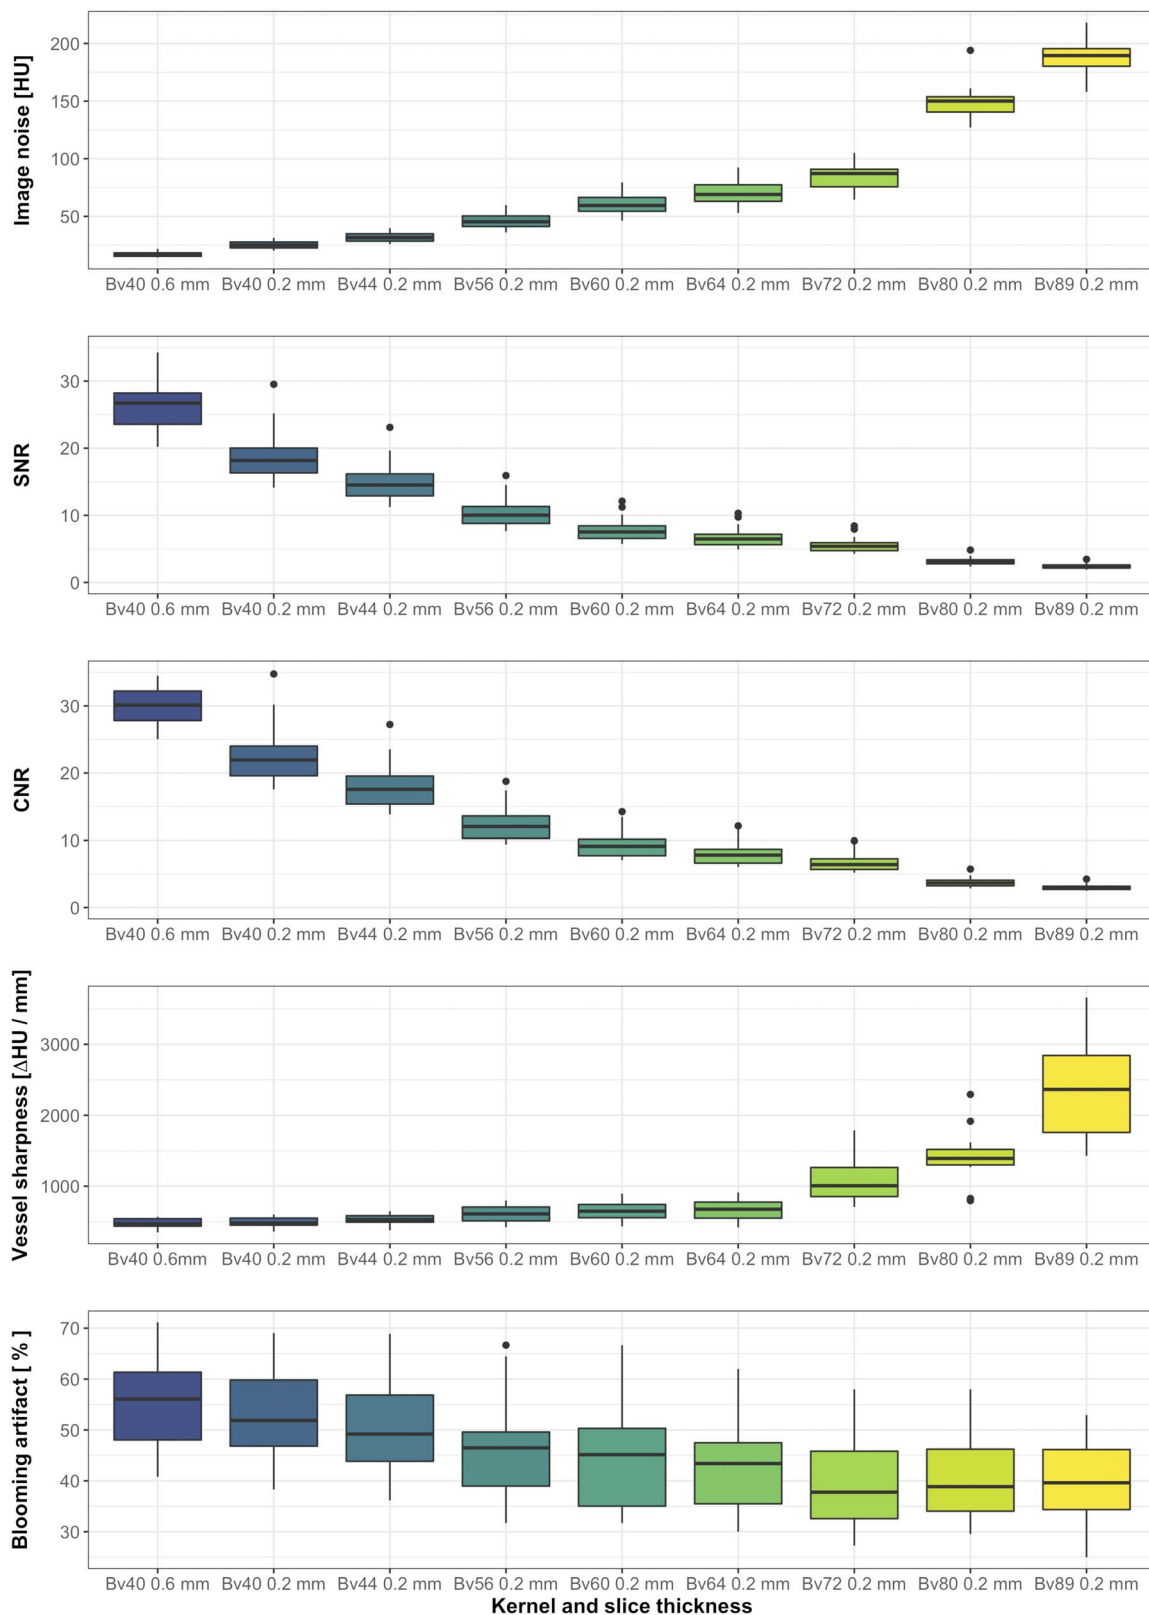 Image noise [HU]
200
150
100
50
Bv40 0.6 mm Bv40 0.2 mm Bv44 0.2 mm Bv56 0.2 mm Bv60 0.2 mm Bv64 0.2 mm Bv72 0.2 mm Bv80 0.2 mm Bv89 0.2 mm
SNR
30
20
10
0
Bv40 0.6 mm Bv40 0.2 mm Bv44 0.2 mm Bv56 0.2 mm Bv60 0.2 mm Bv64 0.2 mm Bv72 0.2 mm Bv80 0.2 mm Bv89 0.2 mm
CNR
30
20
10
0
Bv40 0.6 mm Bv40 0.2 mm Bv44 0.2 mm Bv56 0.2 mm Bv60 0.2 mm Bv64 0.2 mm Bv72 0.2 mm Bv80 0.2 mm Bv89 0.2 mm
Vessel sharpness [ΔHU / mm]
3000
2000
1000
Bv40 0.6mm Bv40 0.2 mm Bv44 0.2 mm Bv56 0.2 mm Bv60 0.2 mm Bv64 0.2 mm Bv72 0.2 mm Bv80 0.2 mm Bv89 0.2 mm
Blooming artifact [ % ]
70
60
50
40
30
Bv40 0.6 mm Bv40 0.2 mm Bv44 0.2 mm Bv56 0.2 mm Bv60 0.2 mm Bv64 0.2 mm Bv72 0.2 mm Bv80 0.2 mm Bv89 0.2 mm
Kernel and slice thickness